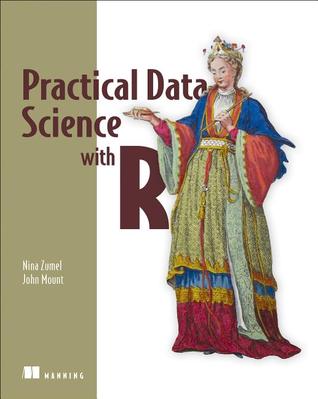 Practical Data
Science
with R
Nina Zumel
John Mount
MANNING